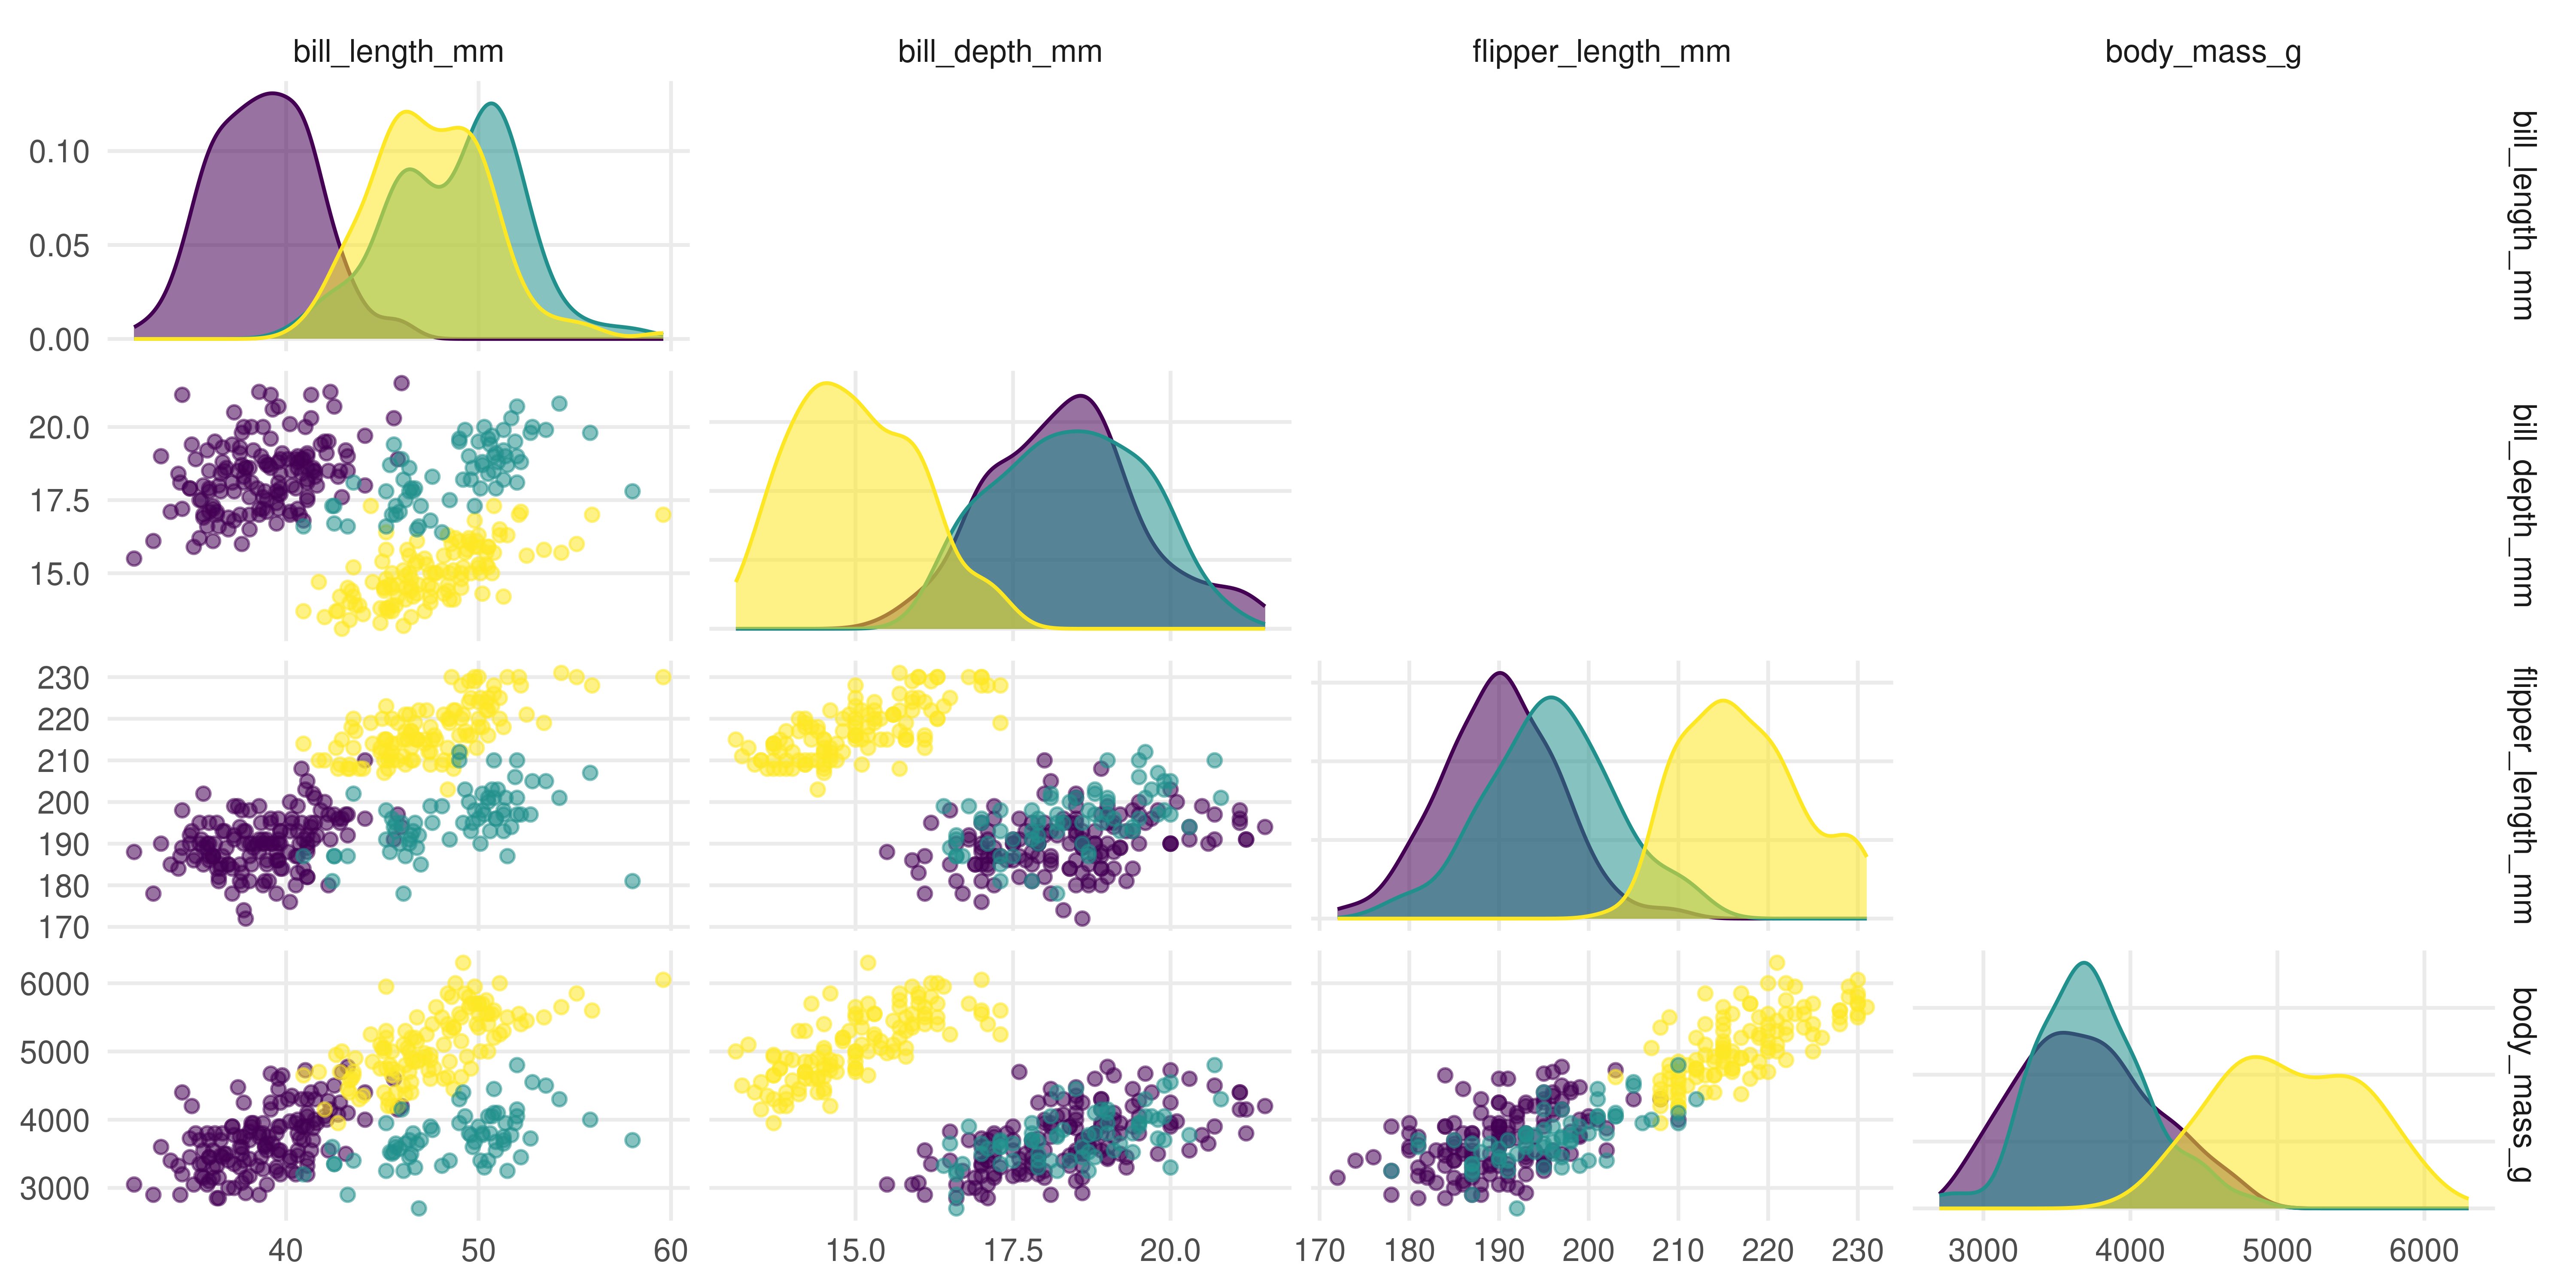 bill_length_mm bill_depth_mm flipper_length_mm body_mass_g
0.10
0.05
0.00
bill_length_mm
20.0
17.5
15.0
bill_depth_mm
230
220
210
200
190
180
170
flipper_length_mm
6000
5000
4000
3000
body_mass_g
40 50 60 15.0 17.5 20.0 170 180 190 200 210 220 230 3000 4000 5000 6000